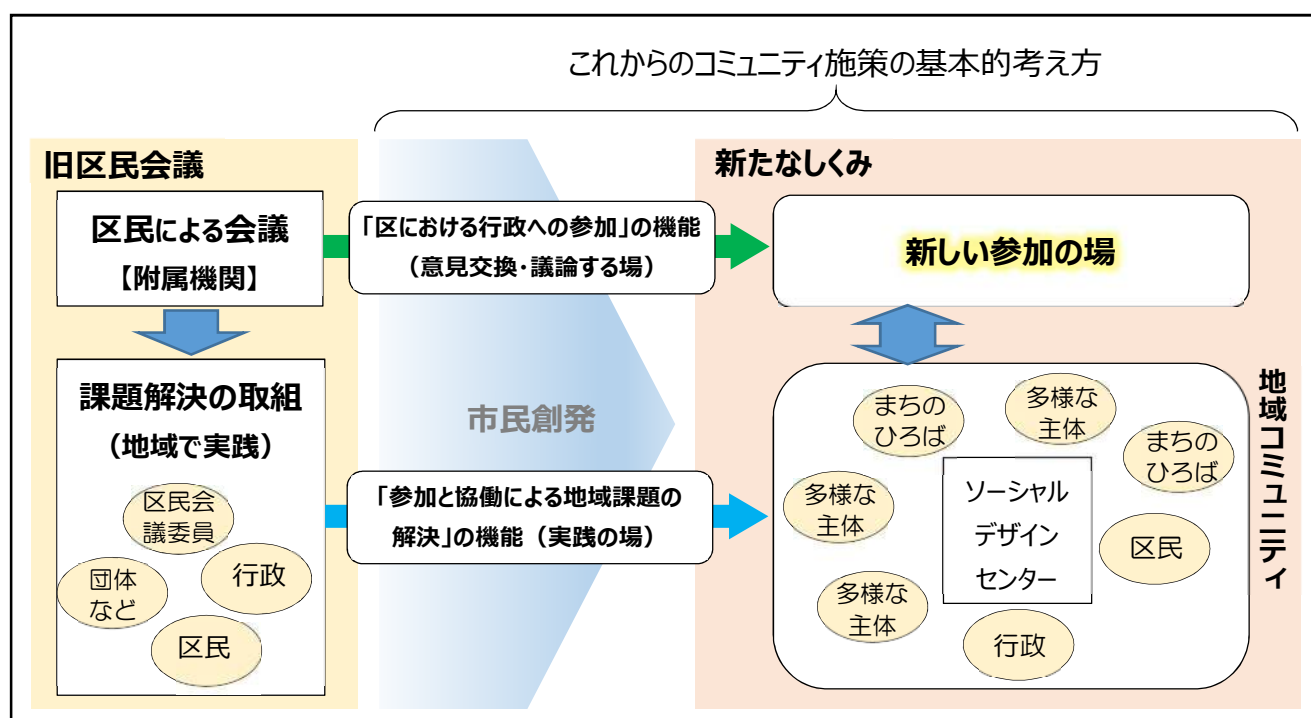 これからのコミュニティ施策の基本的考え方
旧区民会議
区民による会議
【附属機関】
課題解決の取組
（地域で実践）
区民会
議委員
団体
など
行政
区民
「区における行政への参加」の機能
（意見交換・議論する場）
市民創発
「参加と協働による地域課題の
解決」の機能（実践の場）
新たなしくみ
新しい参加の場
まちの
ひろば
多様な
主体
まちの
ひろば
多様な
主体
ソーシャル
デザイン
センター
区民
多様な
主体
行政
地域コミュニティ